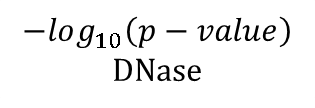 −log₁₀(p − value)
DNase